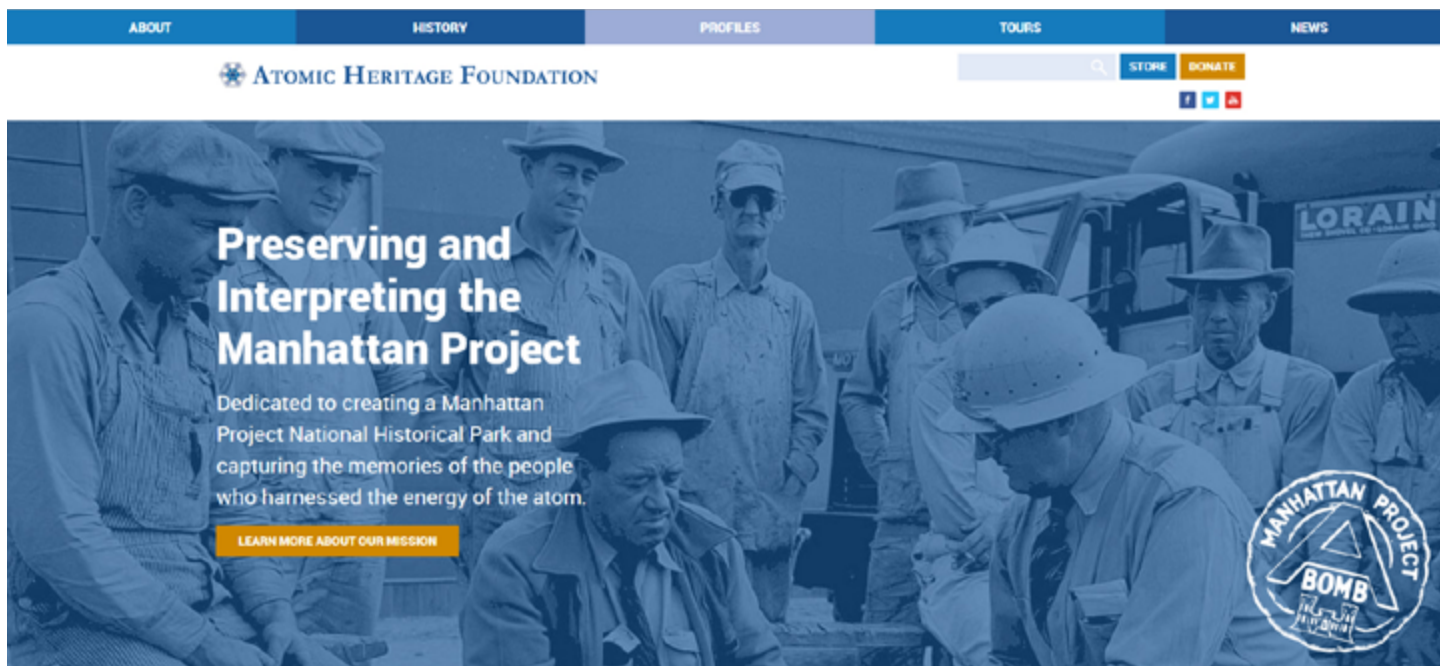 ABOUT
HISTORY
PROFILES
TOURS
NEWS
ATOMIC HERITAGE FOUNDATION
STORE
DONATE
f
LORAIN
Preserving and
Interpreting the
Manhattan Project
Dedicated to creating a Manhattan
Project National Historical Park and
capturing the memories of the people
who harnessed the energy of the atom.
LEARN MORE ABOUT OUR MISSION
MANHATTAN PROJECT
A
BOMB